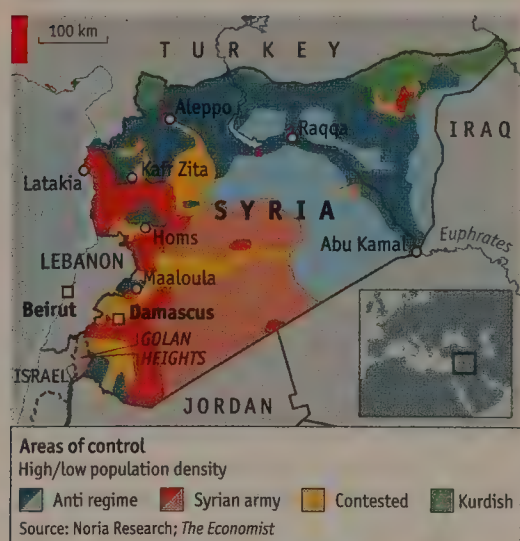 100 km
TURKEY
Aleppo
Raqqa
IRAQ
Kafr Zita
Latakia
SYRIA
Homs
Abu Kamal
Euphrates
LEBANON
Maaloula
Beirut
Damascus
GOLAN
HEIGHTS
ISRAEL
JORDAN
Areas of control
High/low population density
Anti regime Syrian army Contested Kurdish
Source: Noria Research; The Economist